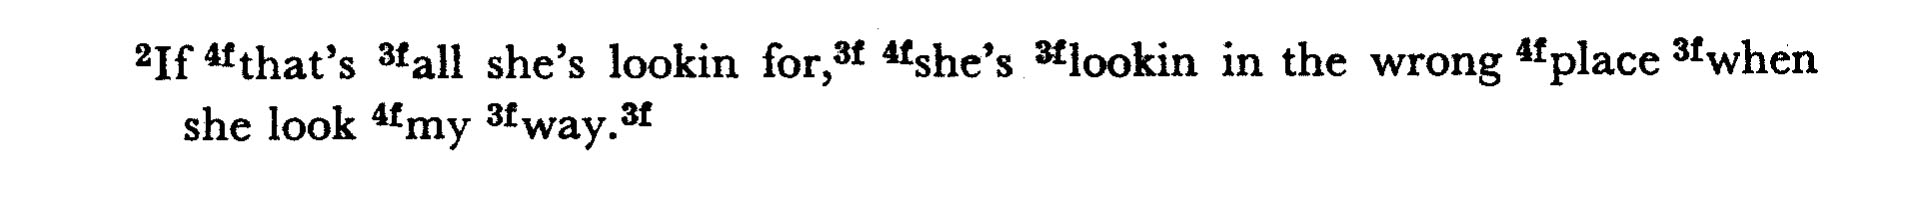 ²If ⁴ᶠthat's ³ᶠall she's lookin for,³ᶠ ⁴ᶠshe's ³ᶠlookin in the wrong ⁴ᶠplace ³ᶠwhen
she look ⁴ᶠmy ³ᶠway.³ᶠ